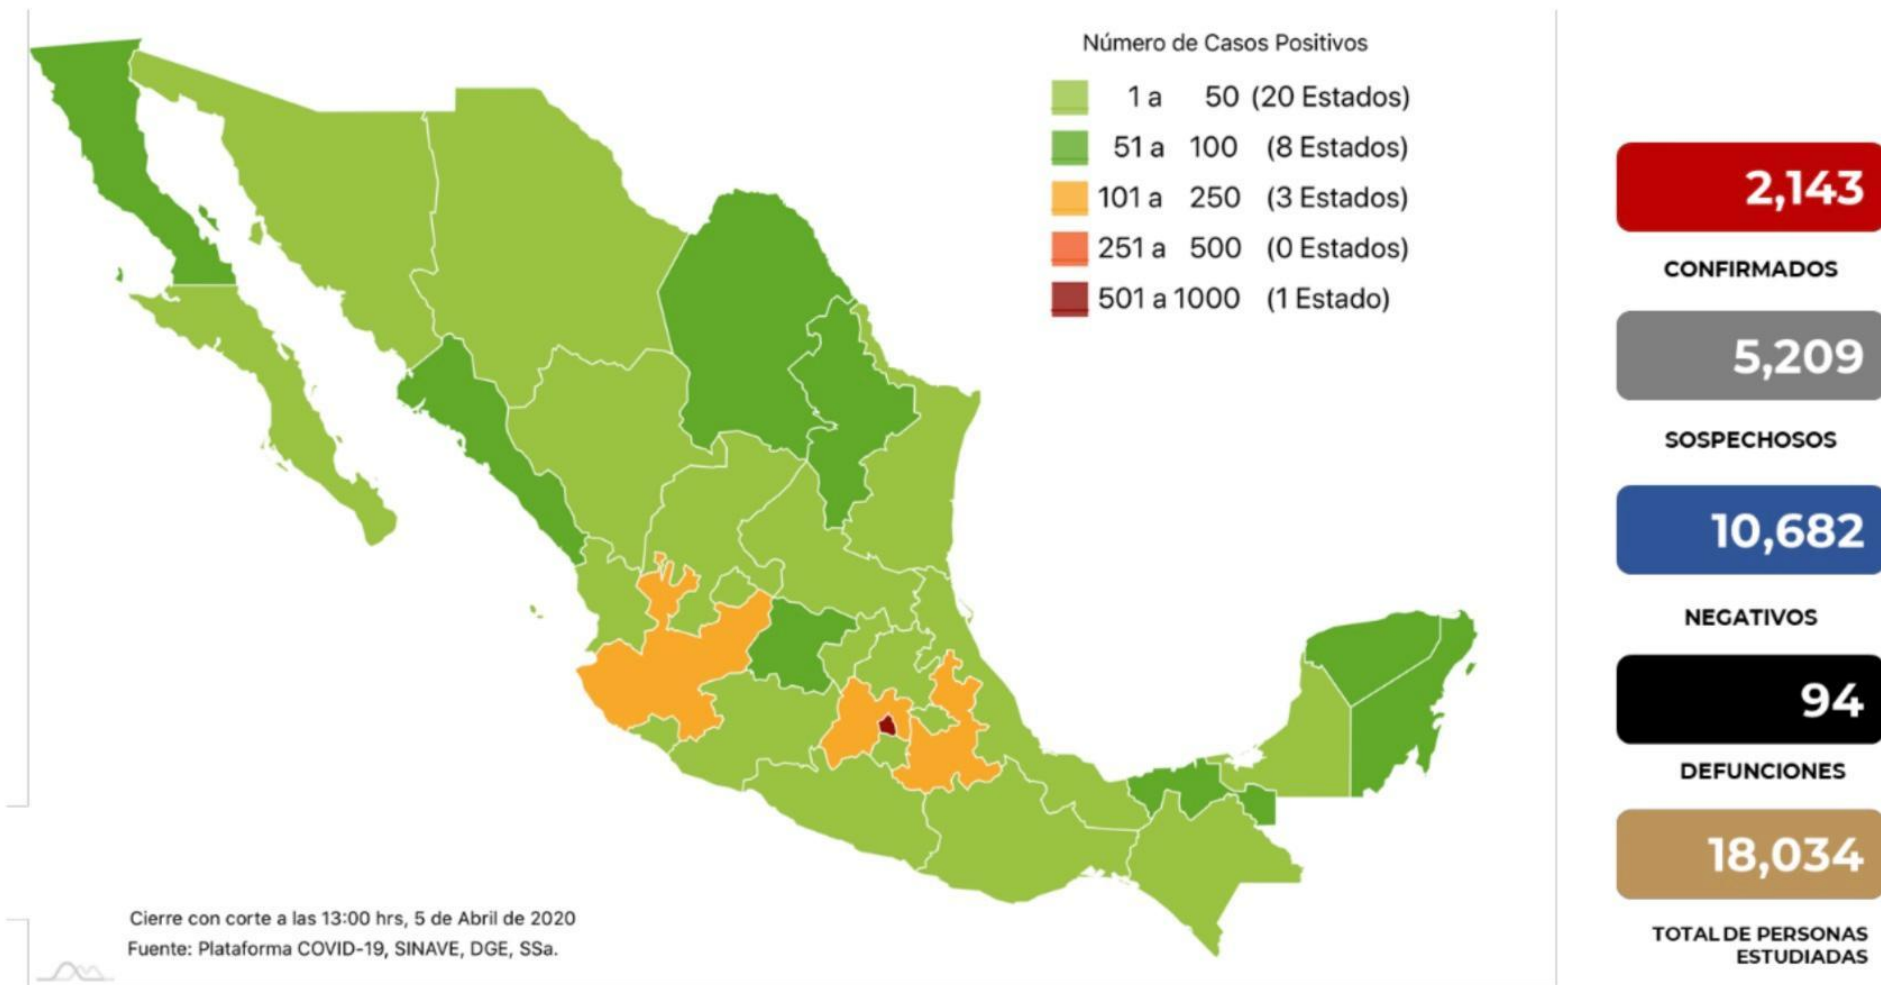 Número de Casos Positivos
1 a 50 (20 Estados)
51 a 100 (8 Estados)
101 a 250 (3 Estados)
251 a 500 (0 Estados)
501 a 1000 (1 Estado)
2,143
CONFIRMADOS
5,209
SOSPECHOSOS
10,682
NEGATIVOS
94
DEFUNCIONES
18,034
TOTAL DE PERSONAS
ESTUDIADAS
Cierre con corte a las 13:00 hrs, 5 de Abril de 2020
Fuente: Plataforma COVID-19, SINAVE, DGE, SSa.